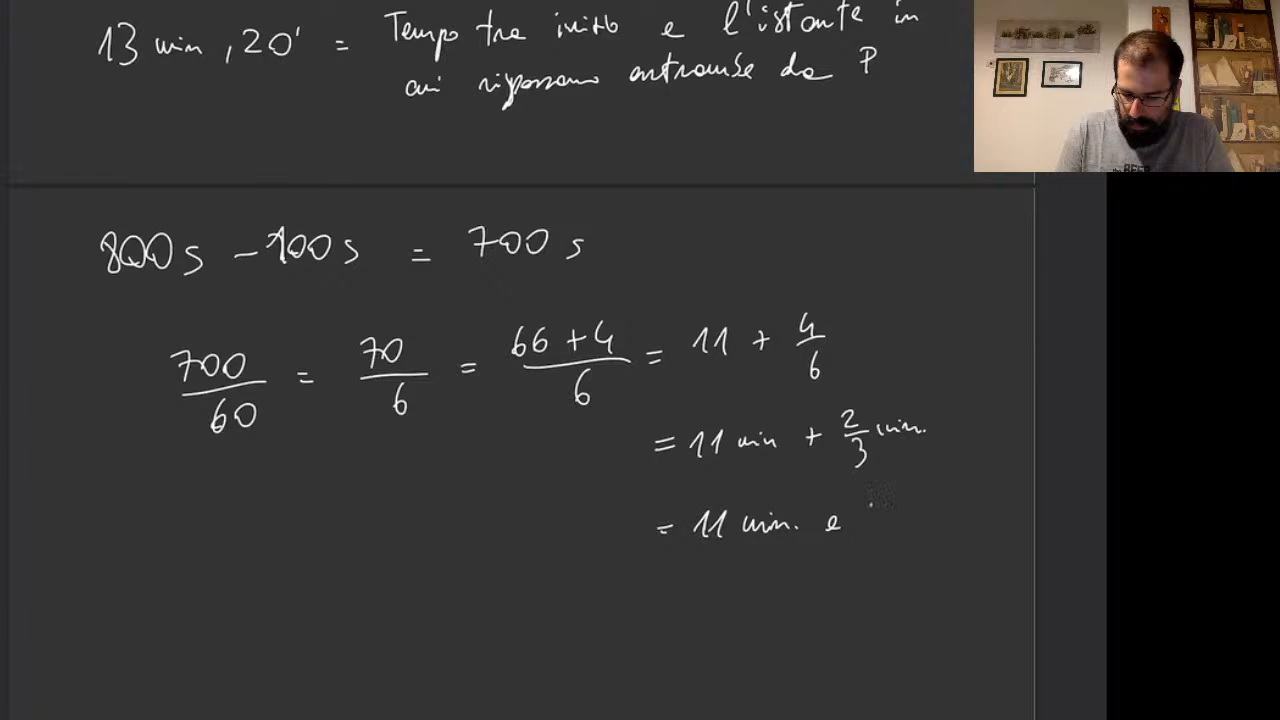 13 min, 20' = Tempo tra inizio e l'istante in
cui ripassano entrambe da P
800 s - 100 s = 700 s
700/60 = 70/6 = 66 + 4/6 = 11 + 4/6
= 11 min + 2/3 min.
= 11 min. e